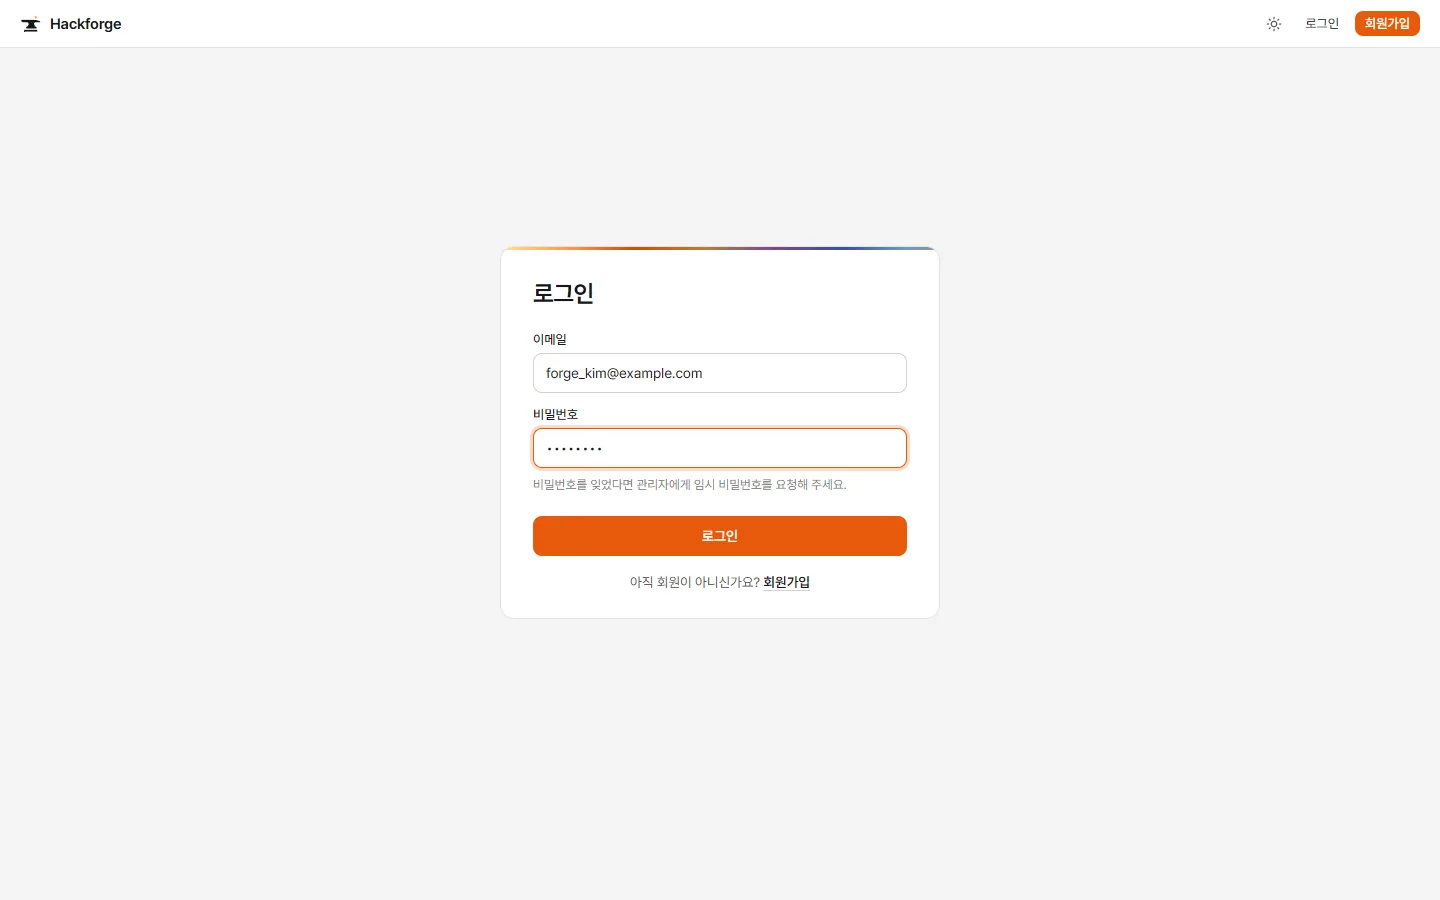 Hackforge
로그인 회원가입
로그인
이메일
forge_kim@example.com
비밀번호
••••••••
비밀번호를 잊었다면 관리자에게 임시 비밀번호를 요청해 주세요.
로그인
아직 회원이 아니신가요? 회원가입